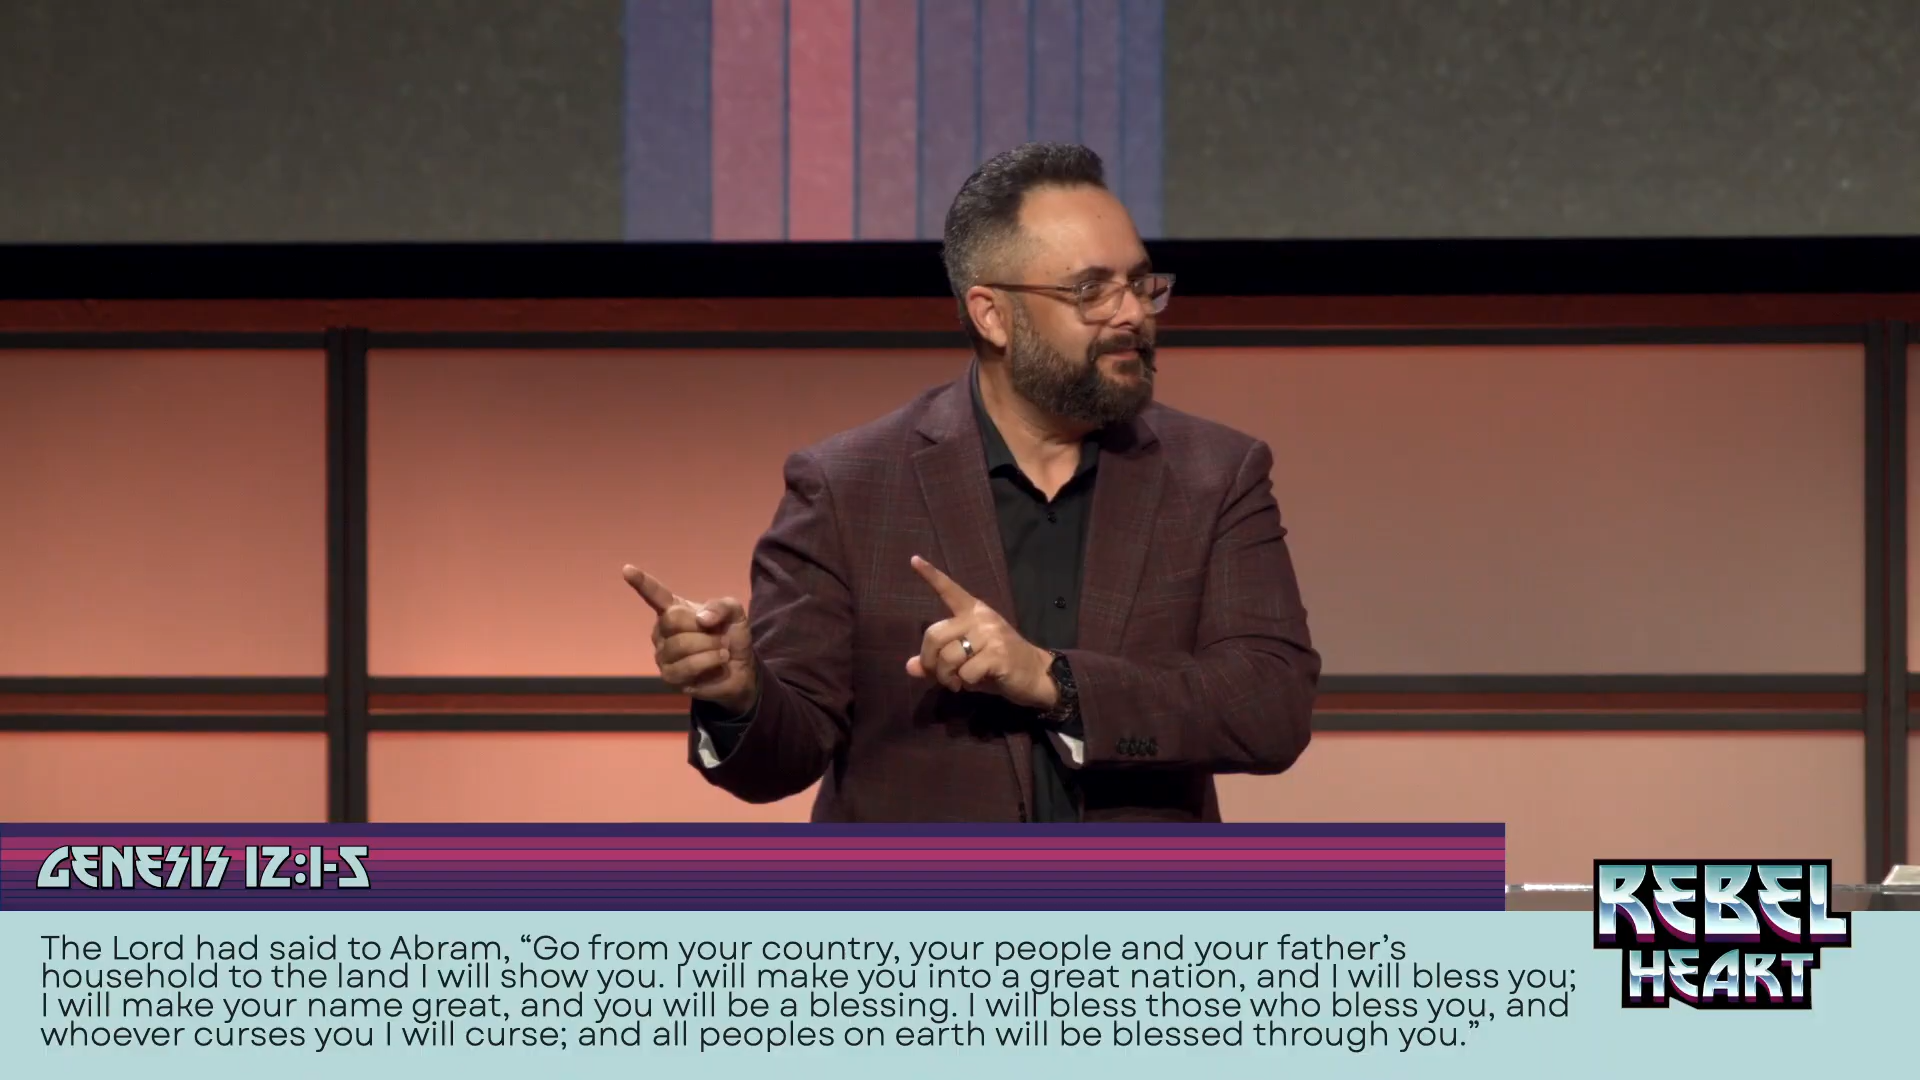 GENESIS 12:1-5
The Lord had said to Abram, “Go from your country, your people and your father’s
household to the land I will show you. I will make you into a great nation, and I will bless you;
I will make your name great, and you will be a blessing. I will bless those who bless you, and
whoever curses you I will curse; and all peoples on earth will be blessed through you.”
REBEL
HEART